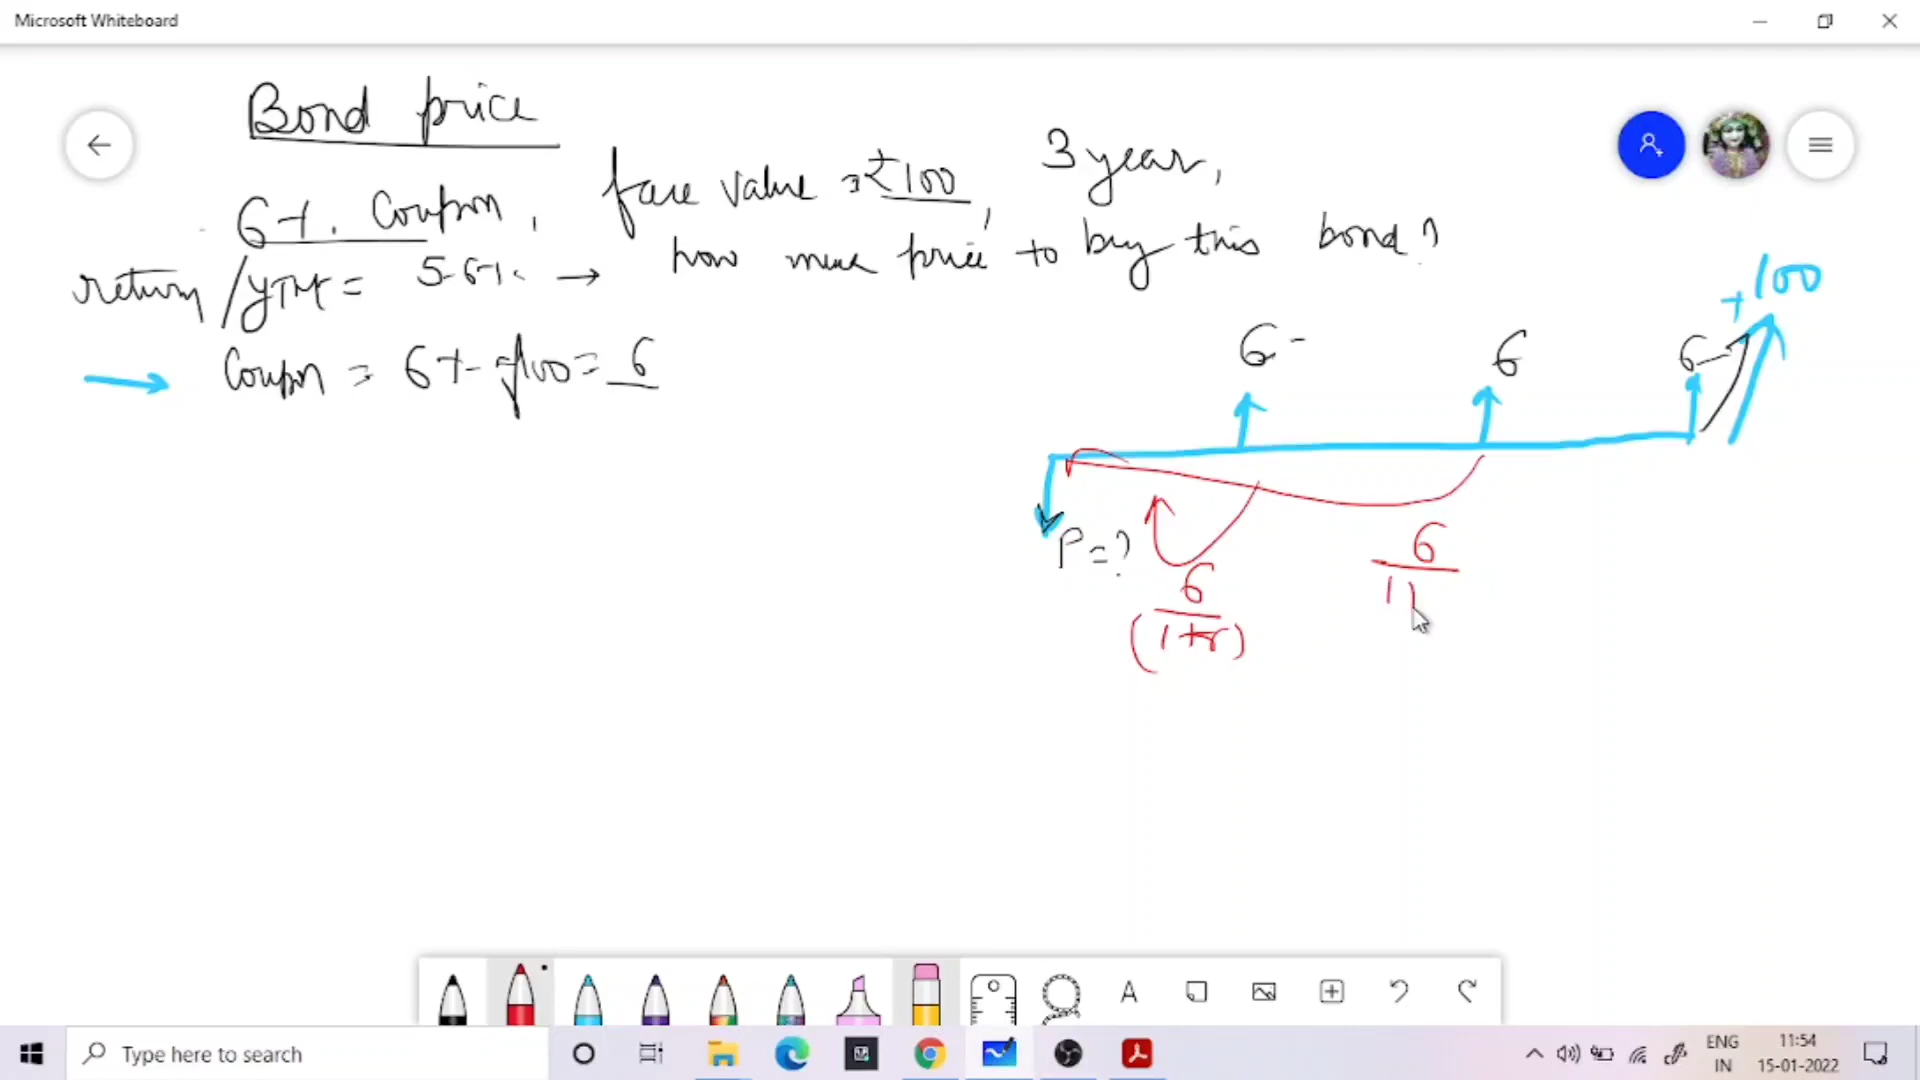 Microsoft Whiteboard
Bond price
6%. Coupon, face value = ₹100, 3 year,
return / YTM = 5.6%. → how much price to buy this bond?
→ Coupon = 6% of 100 = 6
6 6 6 +100
P = ?
6
(1+r)
6
A
Type here to search
ENG
IN
11:54
15-01-2022